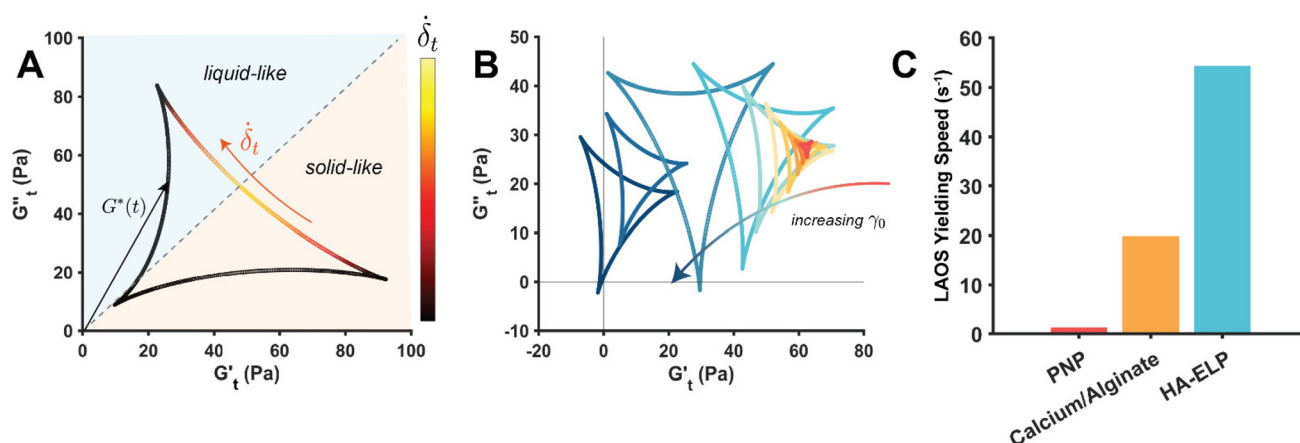 A
G"t (Pa)
100
80
60
40
20
0
0 20 40 60 80 100
G't (Pa)
liquid-like
solid-like
G*(t)
δ̇t
δ̇t
B
G"t (Pa)
50
40
30
20
10
0
-10
-20 0 20 40 60 80
G't (Pa)
increasing γ0
C
LAOS Yielding Speed (s⁻¹)
60
50
40
30
20
10
0
PNP
Calcium/Alginate
HA-ELP